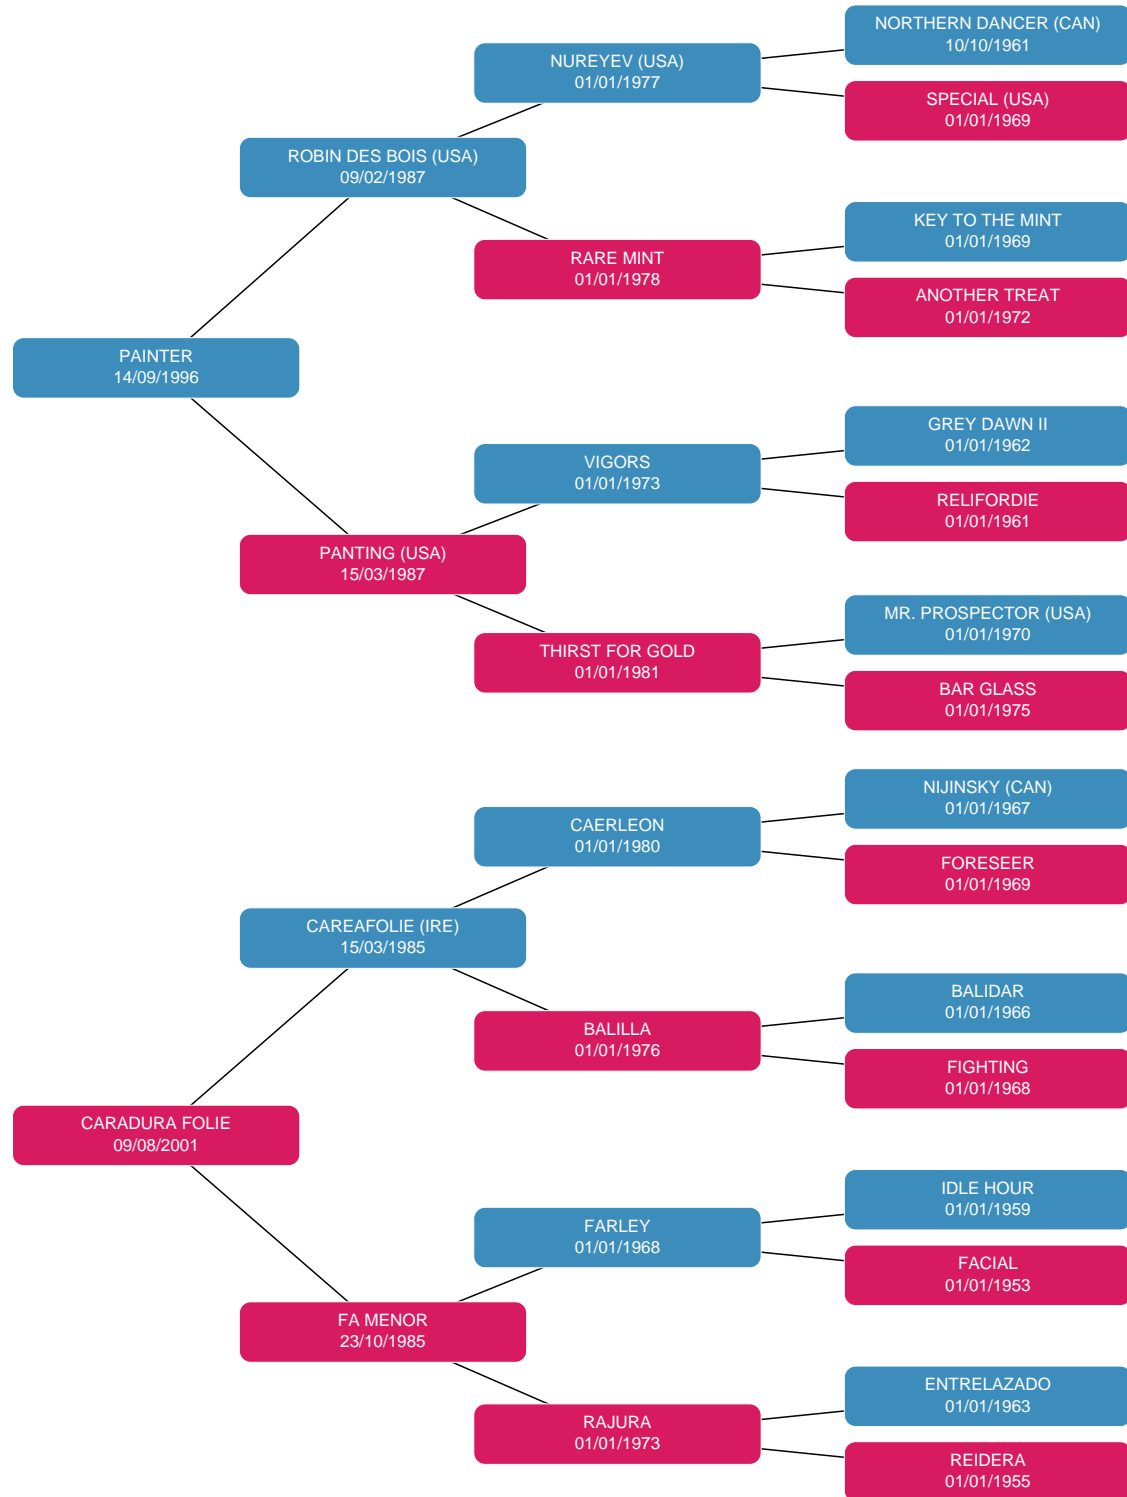 NORTHERN DANCER (CAN)
10/10/1961
NUREYEV (USA)
01/01/1977
SPECIAL (USA)
01/01/1969
ROBIN DES BOIS (USA)
09/02/1987
KEY TO THE MINT
01/01/1969
RARE MINT
01/01/1978
ANOTHER TREAT
01/01/1972
PAINTER
14/09/1996
GREY DAWN II
01/01/1962
VIGORS
01/01/1973
RELIFORDIE
01/01/1961
PANTING (USA)
15/03/1987
MR. PROSPECTOR (USA)
01/01/1970
THIRST FOR GOLD
01/01/1981
BAR GLASS
01/01/1975
NIJINSKY (CAN)
01/01/1967
CAERLEON
01/01/1980
FORESEER
01/01/1969
CAREAFOLIE (IRE)
15/03/1985
BALIDAR
01/01/1966
BALILLA
01/01/1976
FIGHTING
01/01/1968
CARADURA FOLIE
09/08/2001
IDLE HOUR
01/01/1959
FARLEY
01/01/1968
FACIAL
01/01/1953
FA MENOR
23/10/1985
ENTRELAZADO
01/01/1963
RAJURA
01/01/1973
REIDERA
01/01/1955